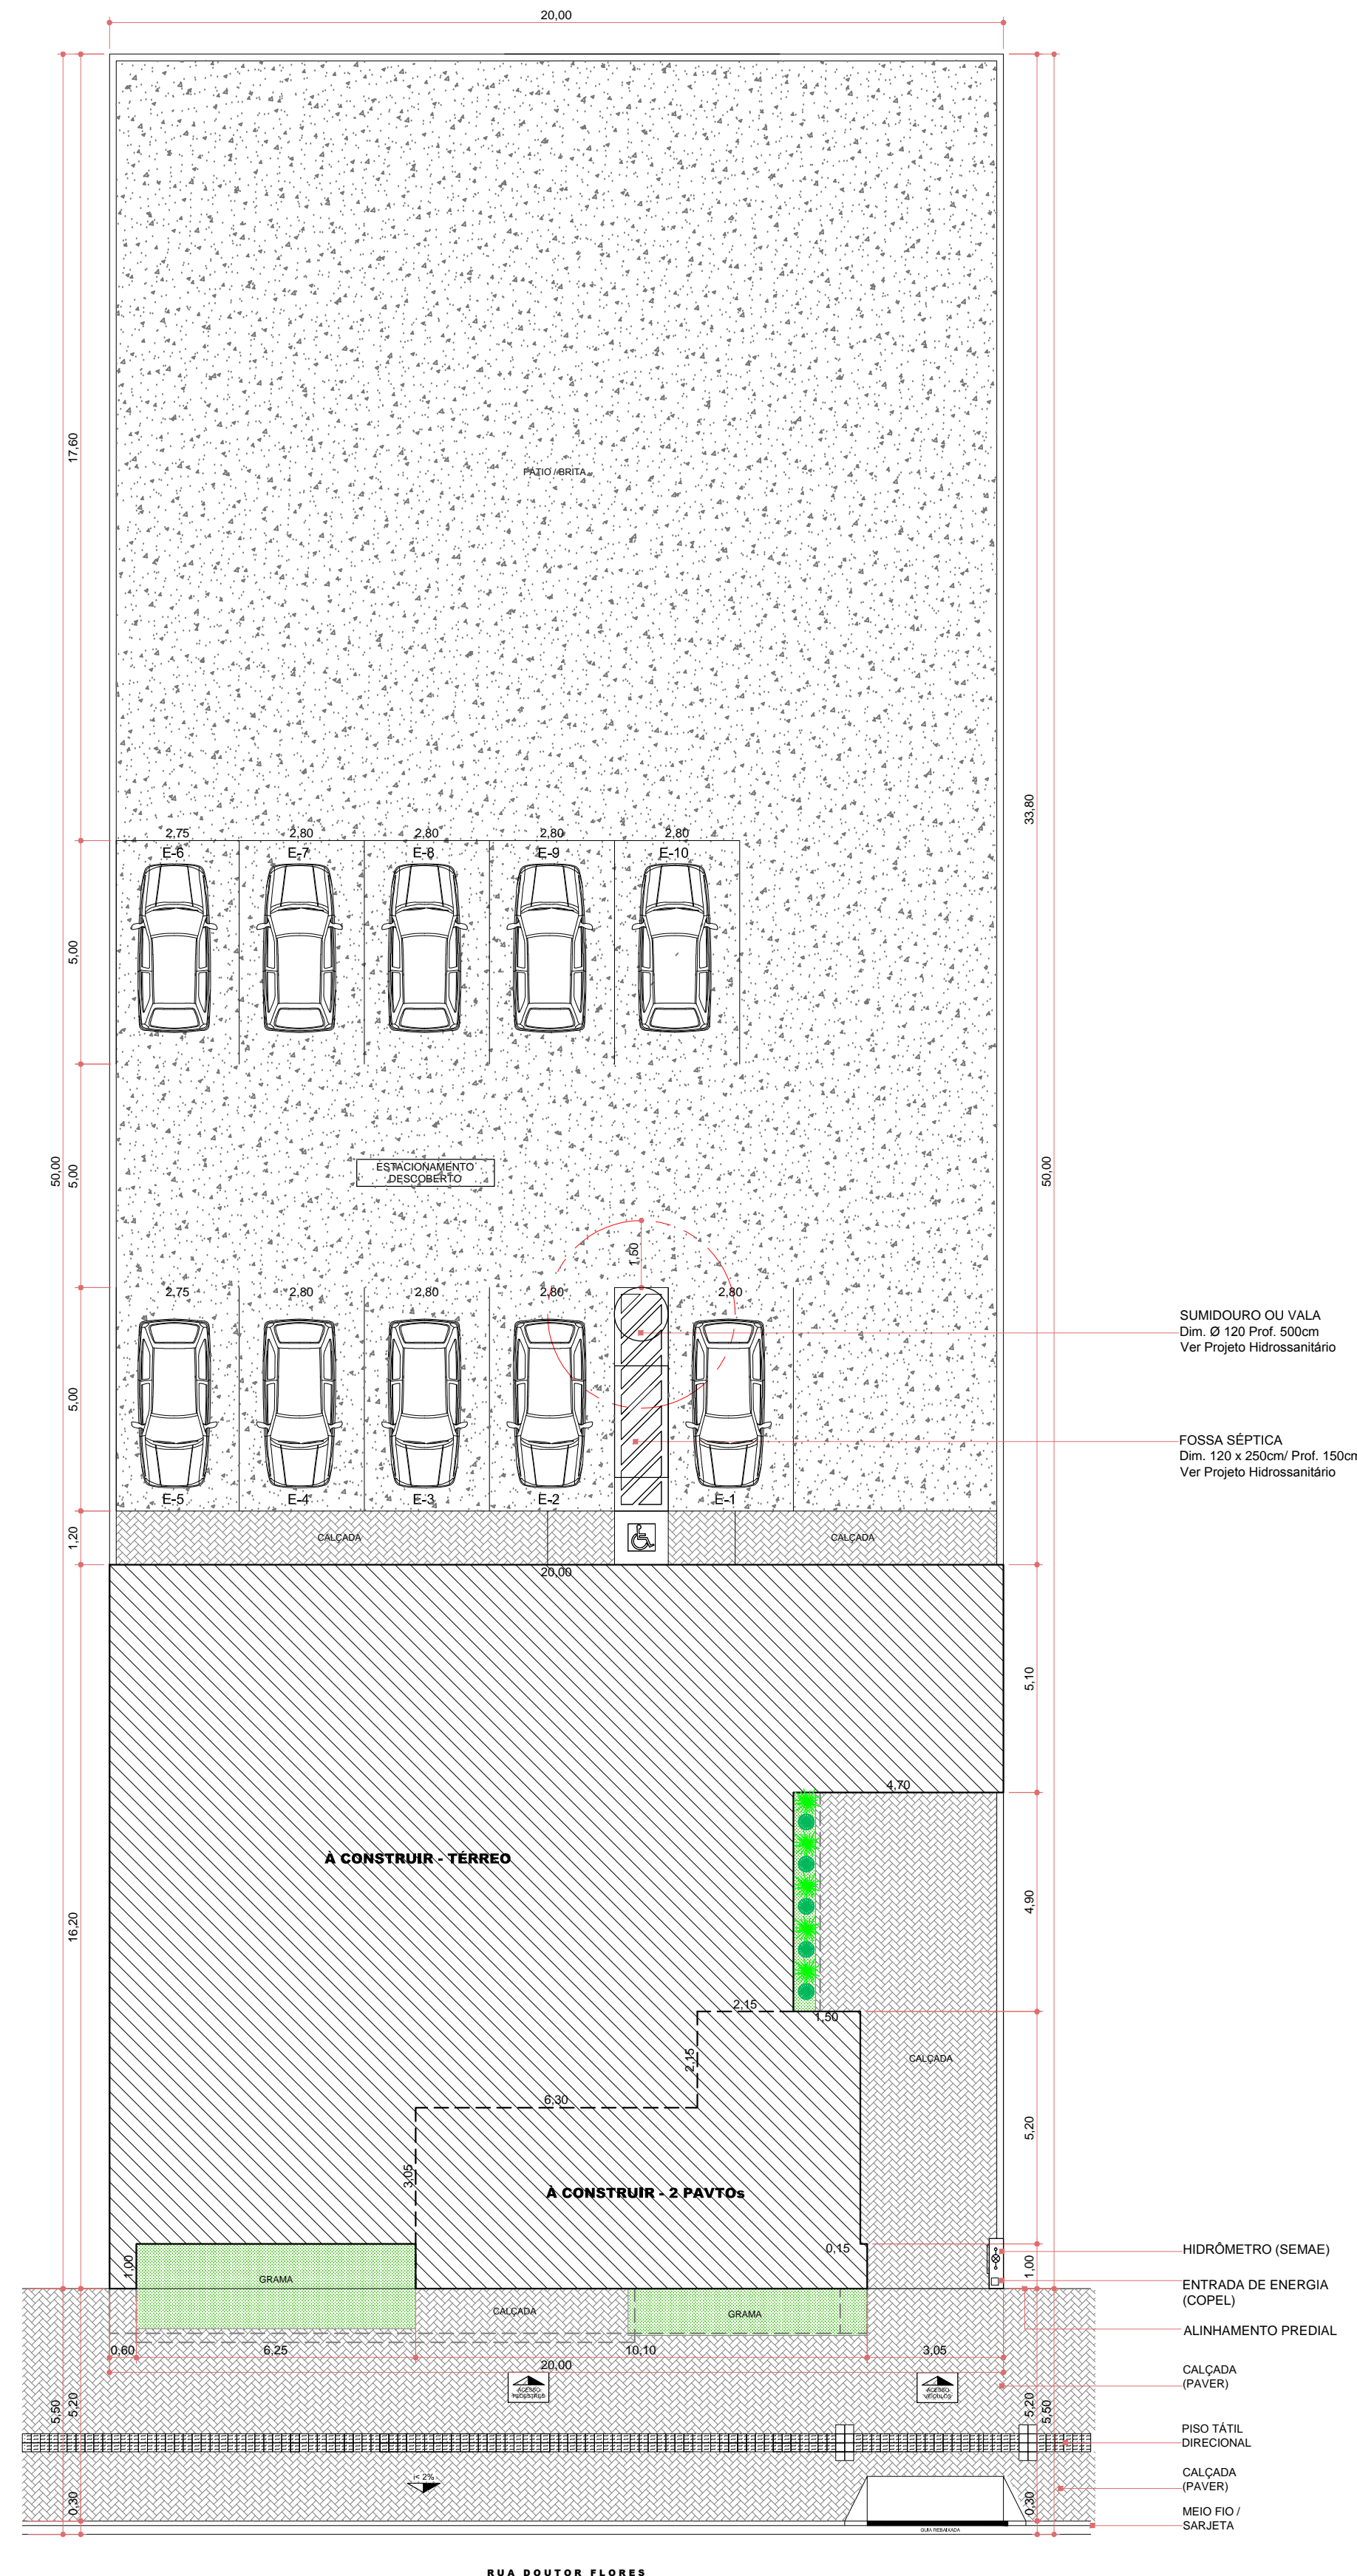 20,00
17,60
PÁTIO / BRITA
33,80
2,75
2,80
2,80
2,80
2,80
E-6
E-7
E-8
E-9
E-10
5,00
50,00
5,00
50,00
ESTACIONAMENTO
DESCOBERTO
1,50
2,75
2,80
2,80
2,80
2,80
SUMIDOURO OU VALA
Dim. Ø 120 Prof. 500cm
Ver Projeto Hidrossanitário
5,00
FOSSA SÉPTICA
Dim. 120 x 250cm/ Prof. 150cm
Ver Projeto Hidrossanitário
E-5
E-4
E-3
E-2
E-1
1,20
CALÇADA
CALÇADA
20,00
5,10
4,70
À CONSTRUIR - TÉRREO
16,20
4,90
2,15
1,50
2,15
CALÇADA
6,30
5,20
3,05
À CONSTRUIR - 2 PAVTOs
0,15
HIDRÔMETRO (SEMAE)
1,00
GRAMA
1,00
ENTRADA DE ENERGIA
(COPEL)
CALÇADA
GRAMA
ALINHAMENTO PREDIAL
0,60
6,25
10,10
3,05
20,00
CALÇADA
(PAVER)
ACESSO
PEDESTRES
ACESSO
VEÍCULOS
5,50
5,20
5,20
5,50
PISO TÁTIL
DIRECIONAL
i< 2%
CALÇADA
(PAVER)
0,30
0,30
MEIO FIO /
SARJETA
GUIA REBAIXADA
RUA DOUTOR FLORES